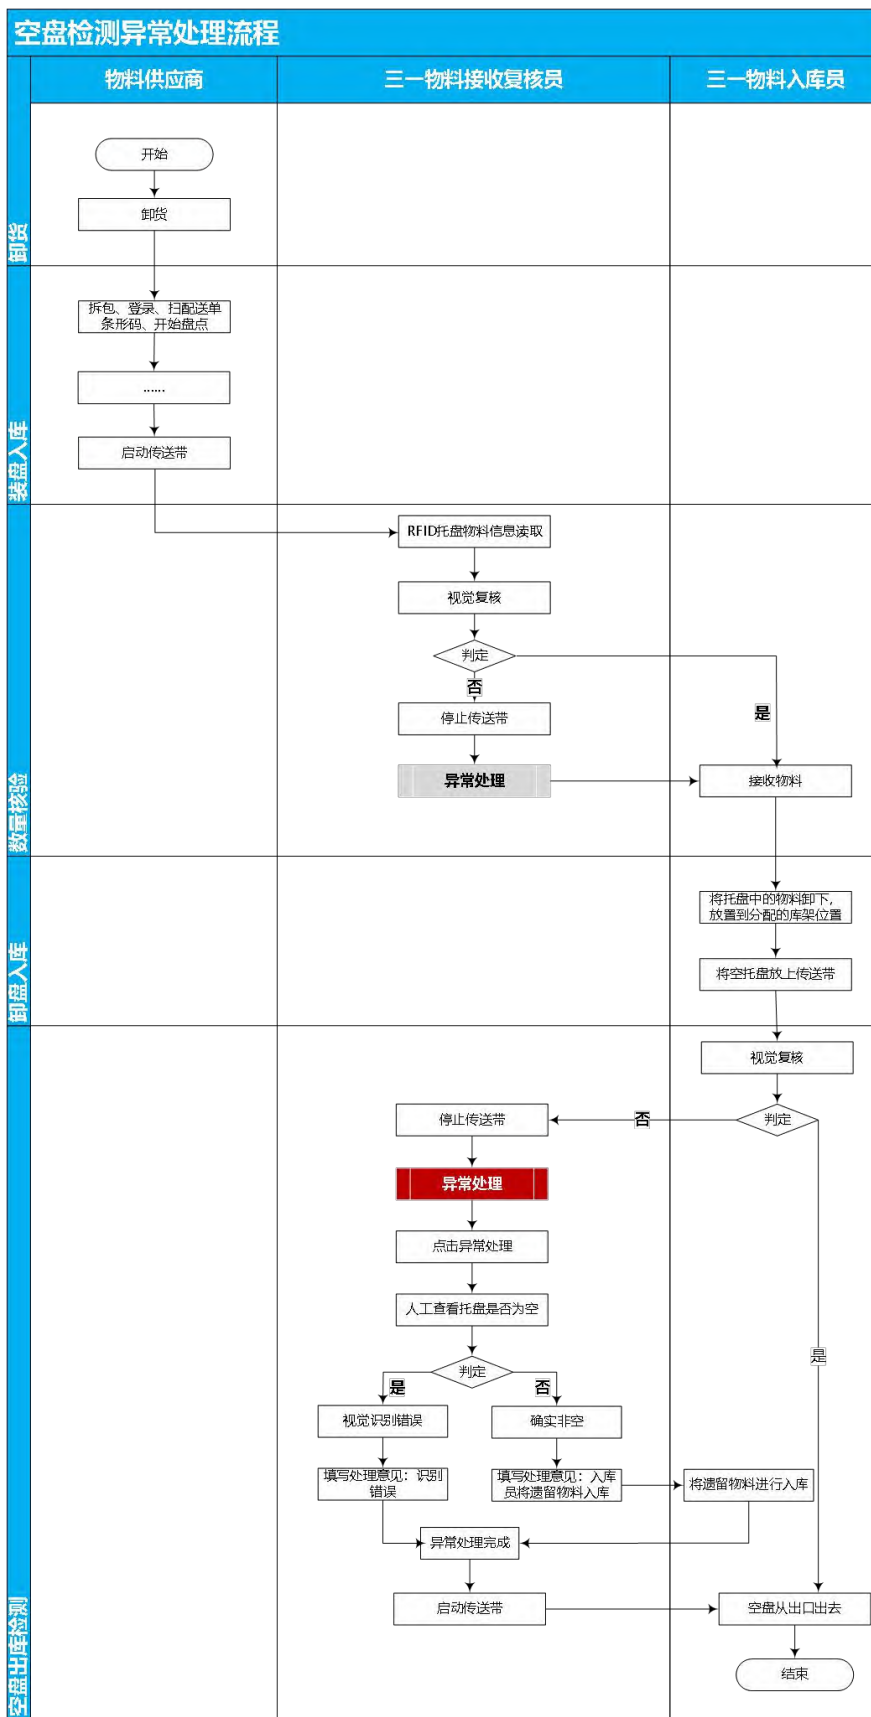 空盘检测异常处理流程
物料供应商
三一物料接收复核员
三一物料入库员
卸货
开始
卸货
装盘入库
拆包、登录、扫配送单
条形码、开始盘点
......
启动传送带
数量核验
RFID托盘物料信息读取
视觉复核
判定
否
是
停止传送带
异常处理
接收物料
卸盘入库
将托盘中的物料卸下，
放置到分配的库架位置
将空托盘放上传送带
空盘出库检测
视觉复核
判定
否
停止传送带
异常处理
点击异常处理
人工查看托盘是否为空
是
判定
是
否
视觉识别错误
确实非空
填写处理意见：识别
错误
填写处理意见：入库
员将遗留物料入库
将遗留物料进行入库
异常处理完成
启动传送带
空盘从出口出去
结束